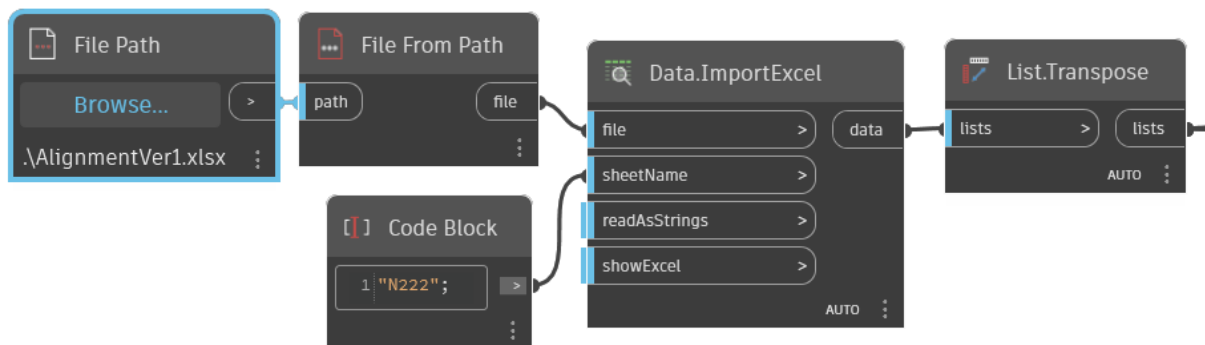 File Path
Browse...
>
.\AlignmentVer1.xlsx
File From Path
path
file
Code Block
1 "N222";
>
Data.ImportExcel
file >
data
sheetName >
readAsStrings >
showExcel >
AUTO
List.Transpose
lists >
lists
AUTO